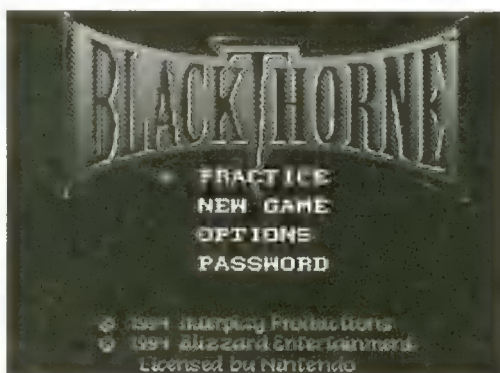 BLACKTHORNE
PRACTICE
NEW GAME
OPTIONS
PASSWORD
© 1994 Interplay Productions
© 1994 Blizzard Entertainment
Licensed by Nintendo